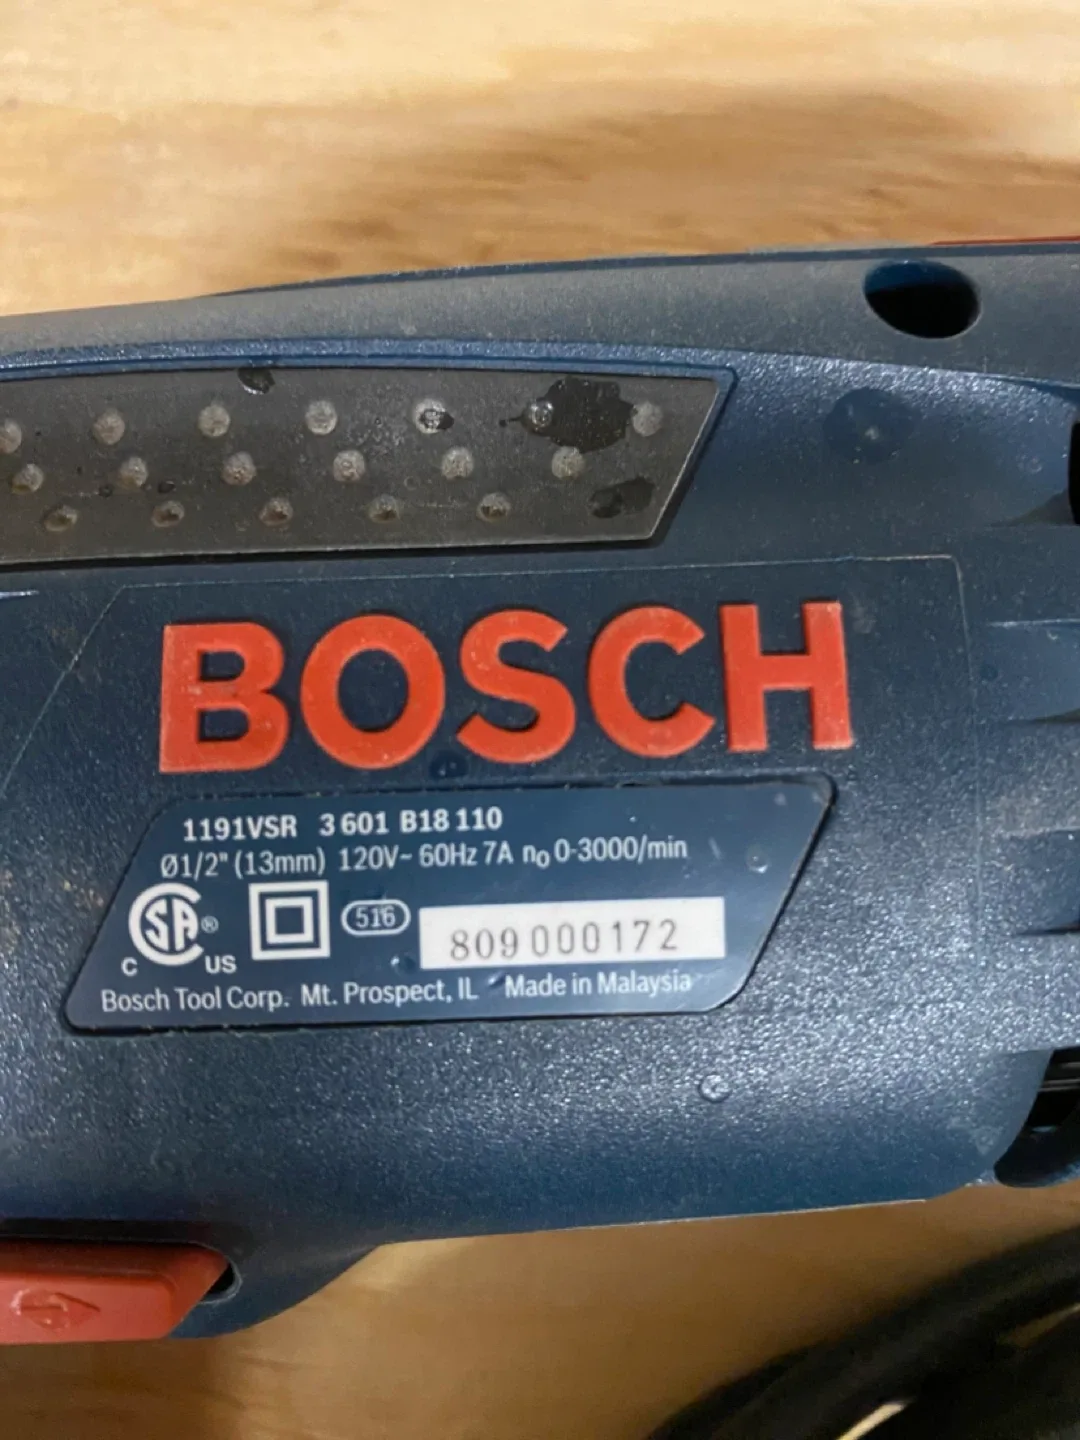 BOSCH
1191VSR 3 601 B18 110
Ø1/2" (13mm) 120V~ 60Hz 7A n₀ 0-3000/min
SA ® C US 516 809 000172
Bosch Tool Corp. Mt. Prospect, IL Made in Malaysia